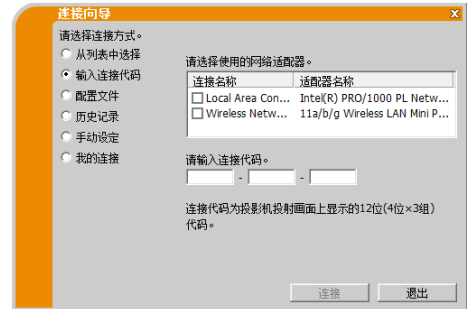 连接向导
请选择连接方式。
从列表中选择
输入连接代码
配置文件
历史记录
手动设定
我的连接
请选择使用的网络适配器。
连接名称 适配器名称
Local Area Con... Intel(R) PRO/1000 PL Netw...
Wireless Netw... 11a/b/g Wireless LAN Mini P...
请输入连接代码。
- -
连接代码为投影机投射画面上显示的12位(4位×3组)
代码。
连接 退出